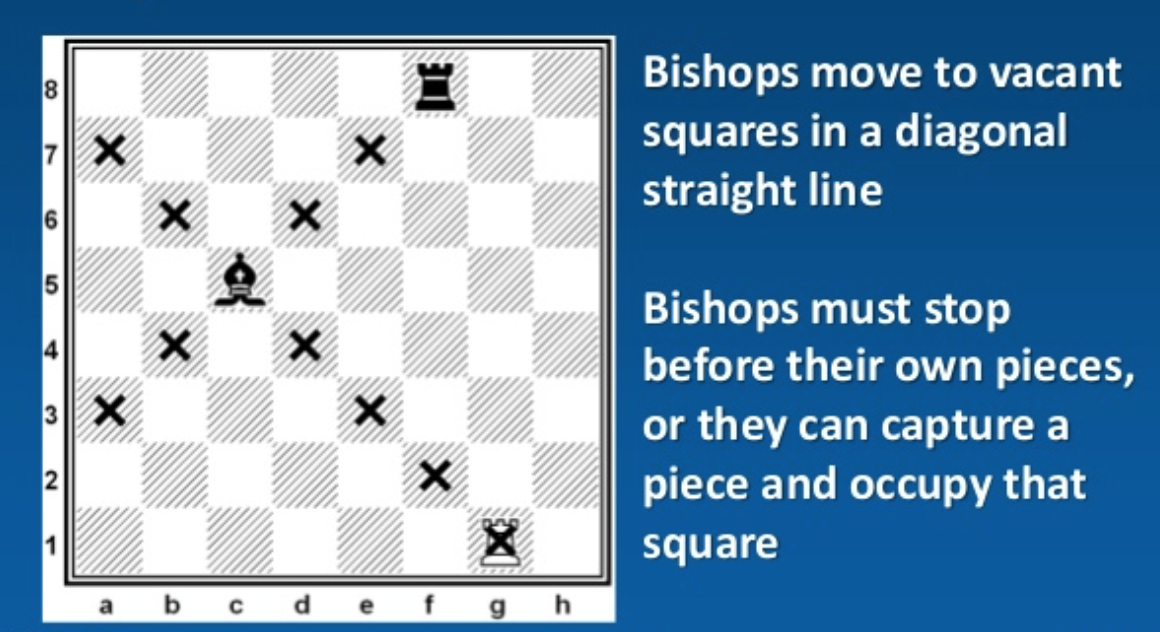 8
7
6
5
4
3
2
1
a b c d e f g h
Bishops move to vacant
squares in a diagonal
straight line
Bishops must stop
before their own pieces,
or they can capture a
piece and occupy that
square